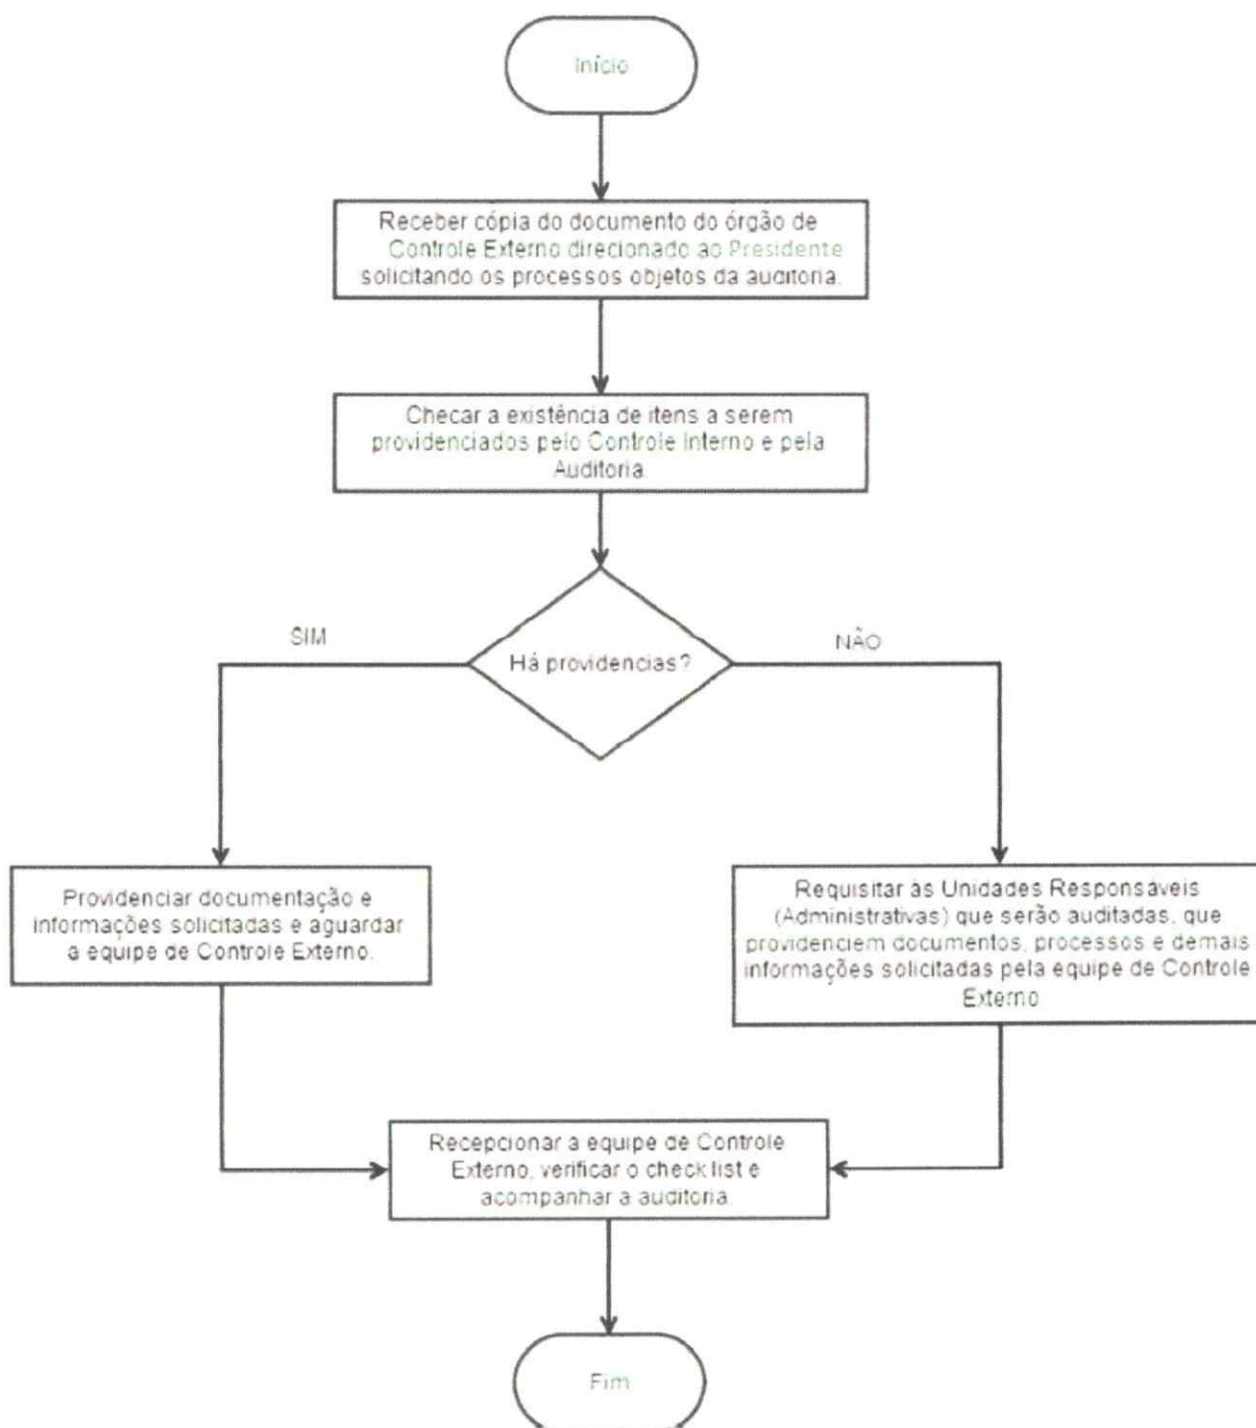 Início
Receber cópia do documento do órgão de
Controle Externo direcionado ao Presidente
solicitando os processos objetos da auditoria.
Checar a existência de itens a serem
providenciados pelo Controle Interno e pela
Auditoria
Há providencias?
SIM
NÃO
Providenciar documentação e
informações solicitadas e aguardar
a equipe de Controle Externo.
Requisitar às Unidades Responsáveis
(Administrativas) que serão auditadas, que
providenciem documentos, processos e demais
informações solicitadas pela equipe de Controle
Externo
Recepcionar a equipe de Controle
Externo, verificar o check list e
acompanhar a auditoria.
Fim